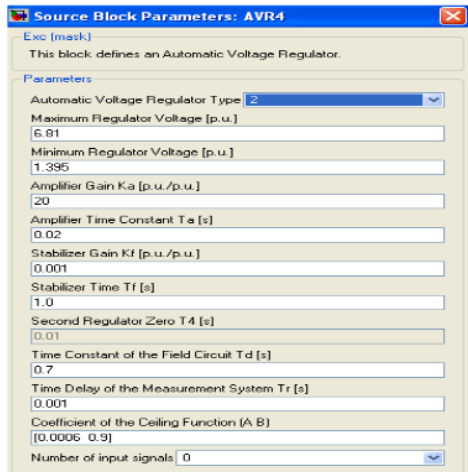 Source Block Parameters: AVR4
Exc (mask)
This block defines an Automatic Voltage Regulator.
Parameters
Automatic Voltage Regulator Type 2
Maximum Regulator Voltage [p.u.]
6.81
Minimum Regulator Voltage [p.u.]
1.395
Amplifier Gain Ka [p.u./p.u.]
20
Amplifier Time Constant Ta [s]
0.02
Stabilizer Gain Kf [p.u./p.u.]
0.001
Stabilizer Time Tf [s]
1.0
Second Regulator Zero T4 [s]
0.01
Time Constant of the Field Circuit Td [s]
0.7
Time Delay of the Measurement System Tr [s]
0.001
Coefficient of the Ceiling Function (A B)
[0.0006 0.9]
Number of input signals 0